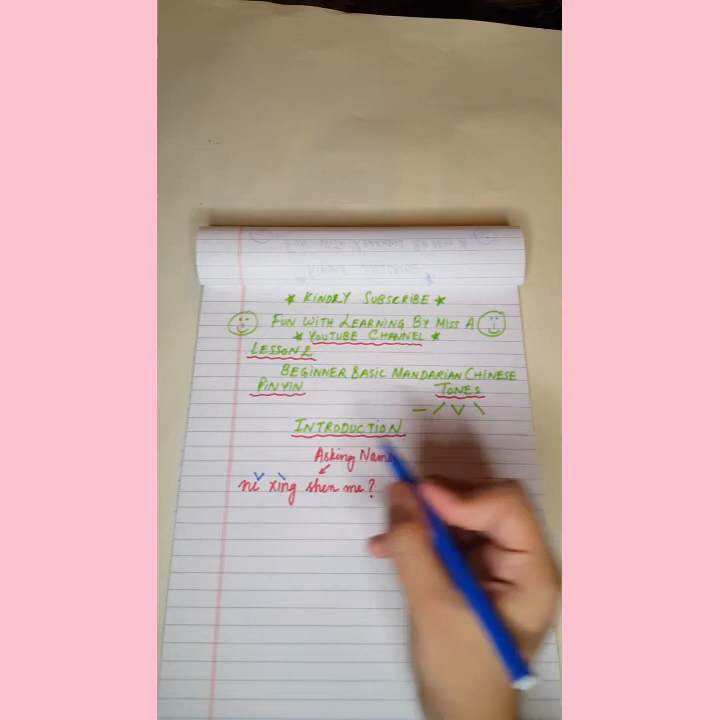 ★ KINDLY SUBSCRIBE ★
FUN WITH LEARNING BY MISS A
★ YOUTUBE CHANNEL ★
LESSON 2
BEGINNER BASIC MANDARIAN CHINESE
PINYIN TONES
— / ∨ \
INTRODUCTION
Asking Name
nǐ xìng shen me?